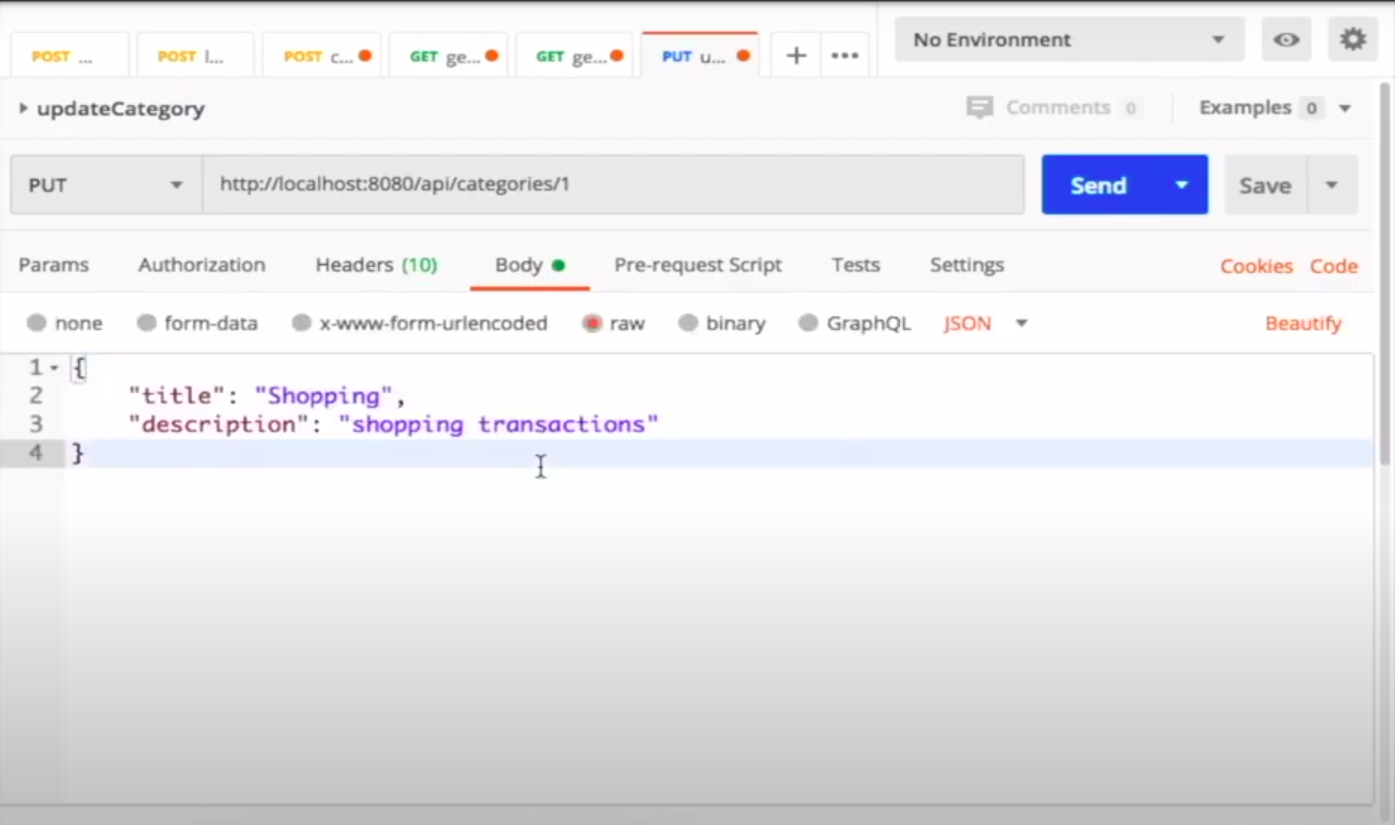 POST ... POST l... POST c... GET ge... GET ge... PUT u... + ••• No Environment
updateCategory Comments 0 Examples 0
PUT http://localhost:8080/api/categories/1 Send Save
Params Authorization Headers (10) Body Pre-request Script Tests Settings Cookies Code
none form-data x-www-form-urlencoded raw binary GraphQL JSON Beautify
1 {
2 "title": "Shopping",
3 "description": "shopping transactions"
4 }